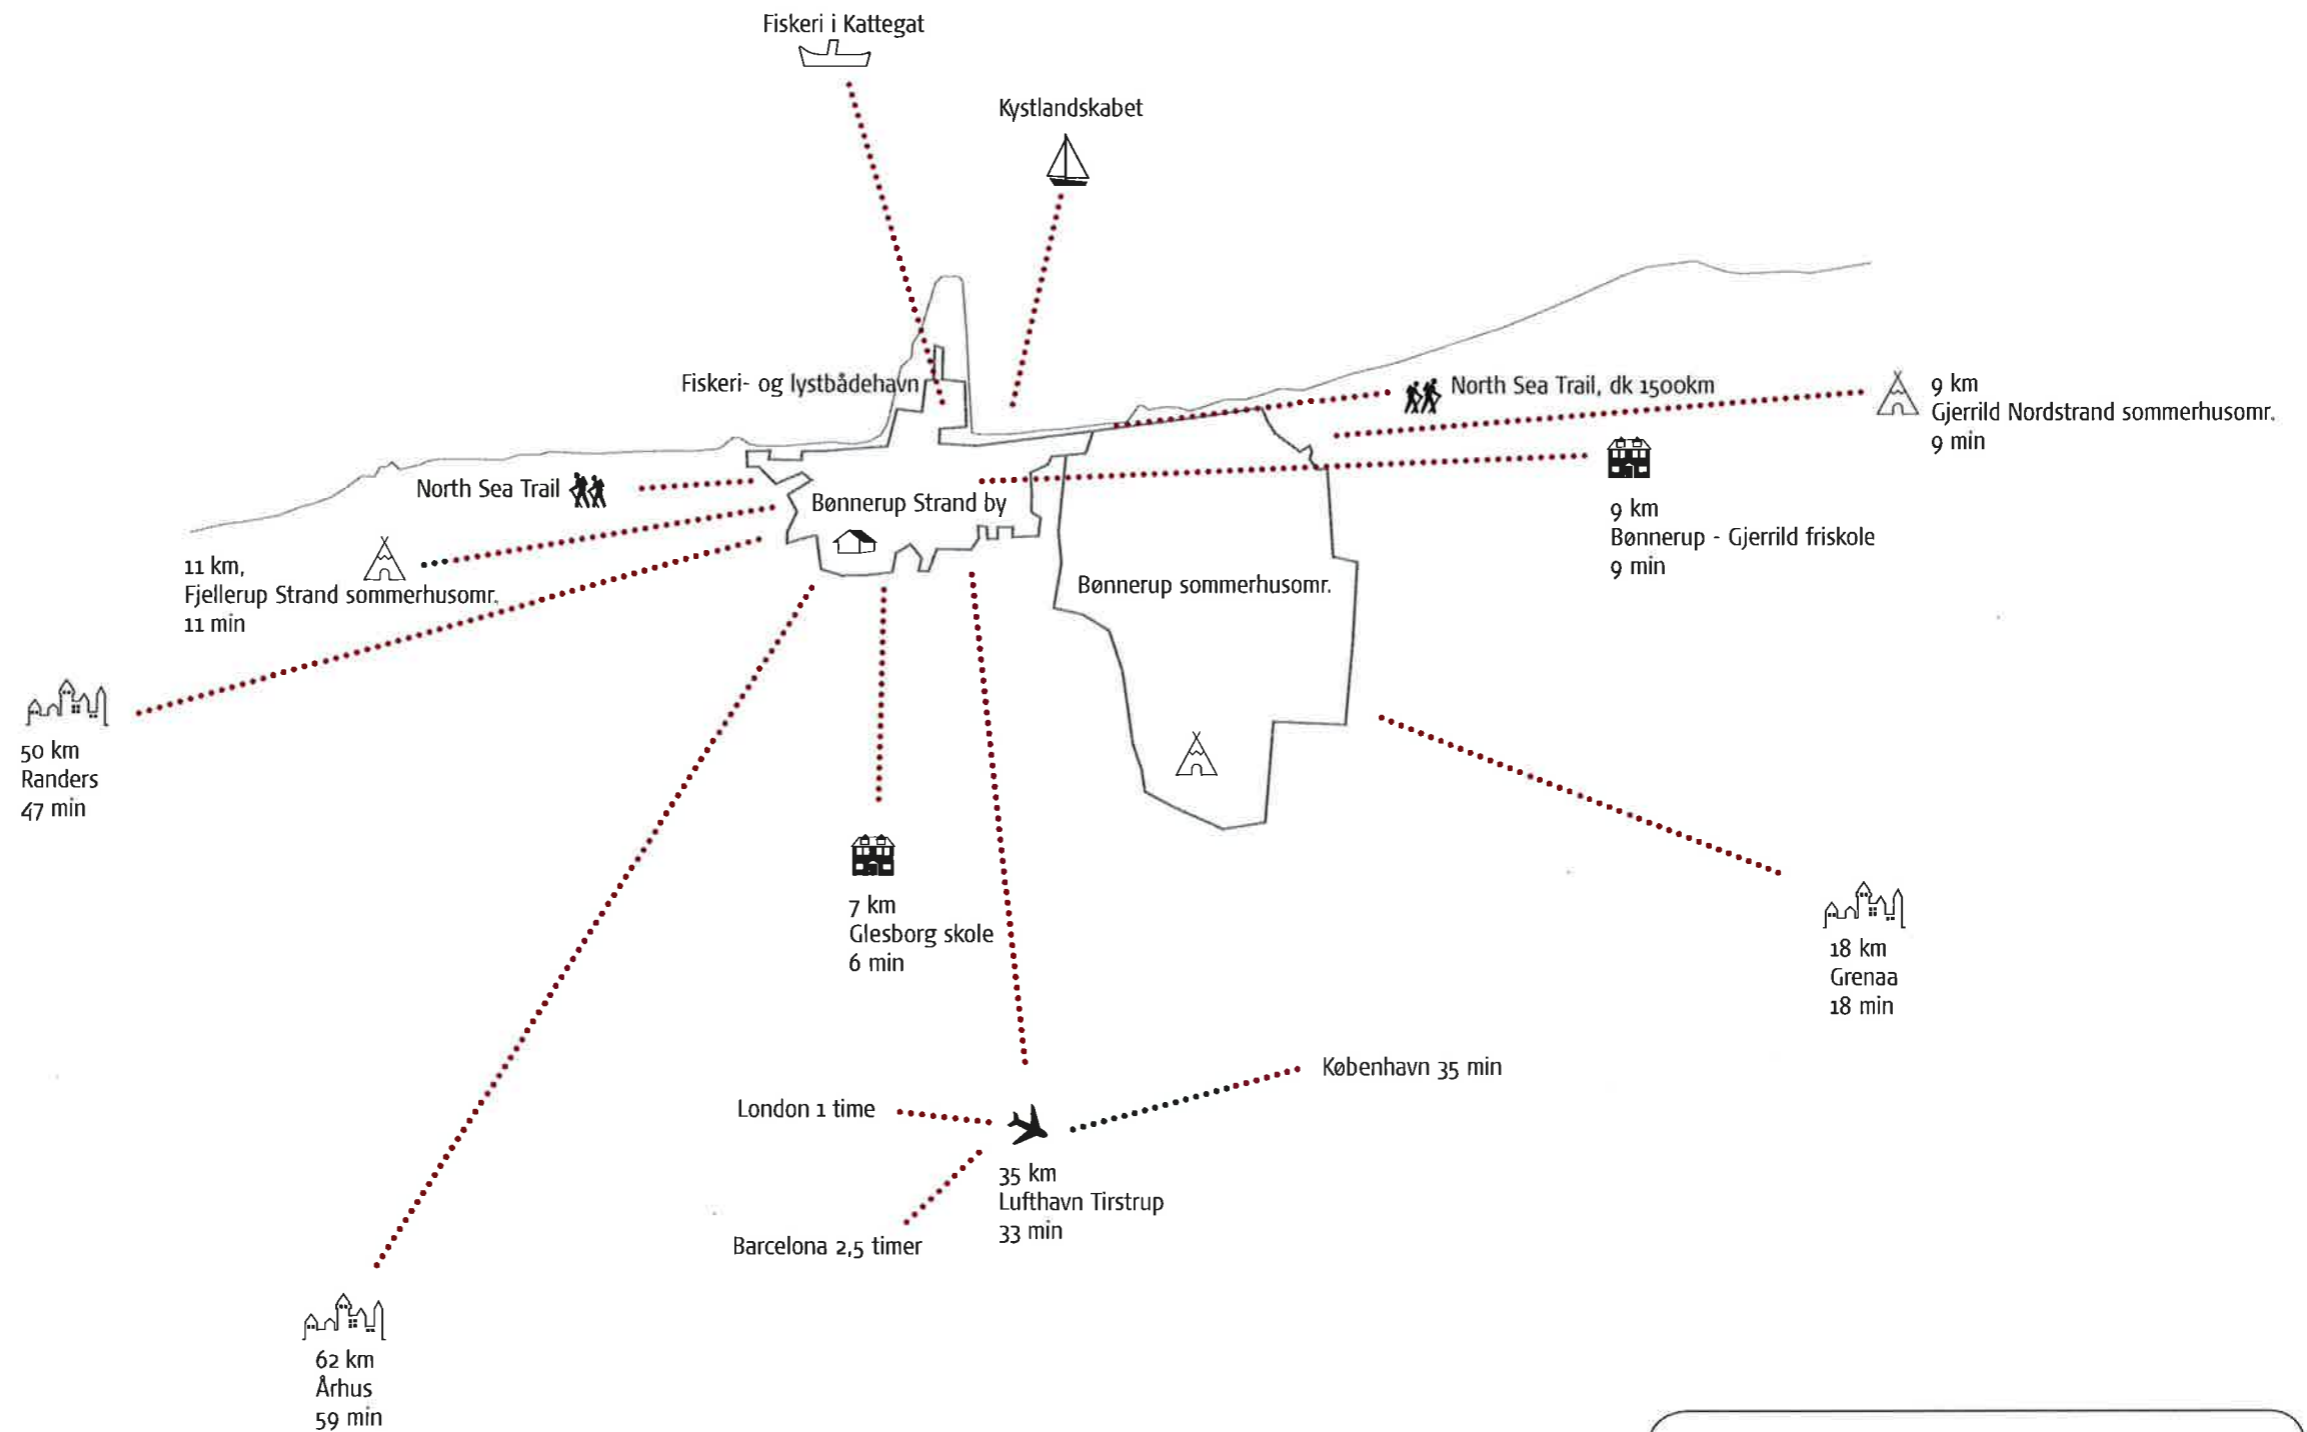 Fiskeri i Kattegat
Kystlandskabet
Fiskeri- og lystbådehavn
North Sea Trail, dk 1500km
9 km
Gjerrild Nordstrand sommerhusomr.
9 min
North Sea Trail
Bønnerup Strand by
9 km
Bønnerup - Gjerrild friskole
9 min
11 km,
Fjellerup Strand sommerhusomr.
11 min
Bønnerup sommerhusomr.
50 km
Randers
47 min
7 km
Glesborg skole
6 min
18 km
Grenaa
18 min
København 35 min
London 1 time
35 km
Lufthavn Tirstrup
33 min
Barcelona 2,5 timer
62 km
Århus
59 min